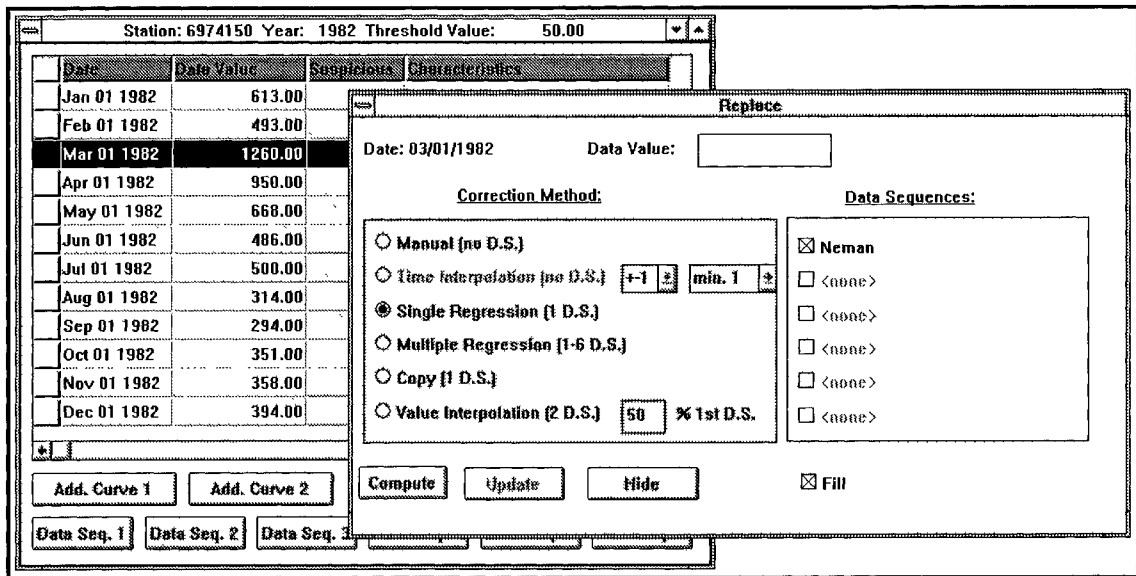 Station: 6974150 Year: 1982 Threshold Value: 50.00
Date Data Value Suspicious Characteristics
Jan 01 1982 613.00
Feb 01 1982 493.00
Mar 01 1982 1260.00
Apr 01 1982 950.00
May 01 1982 668.00
Jun 01 1982 486.00
Jul 01 1982 500.00
Aug 01 1982 314.00
Sep 01 1982 294.00
Oct 01 1982 351.00
Nov 01 1982 358.00
Dec 01 1982 394.00
Add. Curve 1 Add. Curve 2
Data Seq. 1 Data Seq. 2 Data Seq. 3
Replace
Date: 03/01/1982 Data Value:
Correction Method:
Manual (no D.S.)
Time Interpolation (no D.S.) +-1 min. 1
Single Regression (1 D.S.)
Multiple Regression (1-6 D.S.)
Copy (1 D.S.)
Value Interpolation (2 D.S.) 50 % 1st D.S.
Data Sequences:
Neman
<none>
<none>
<none>
<none>
<none>
Compute Update Hide
Fill